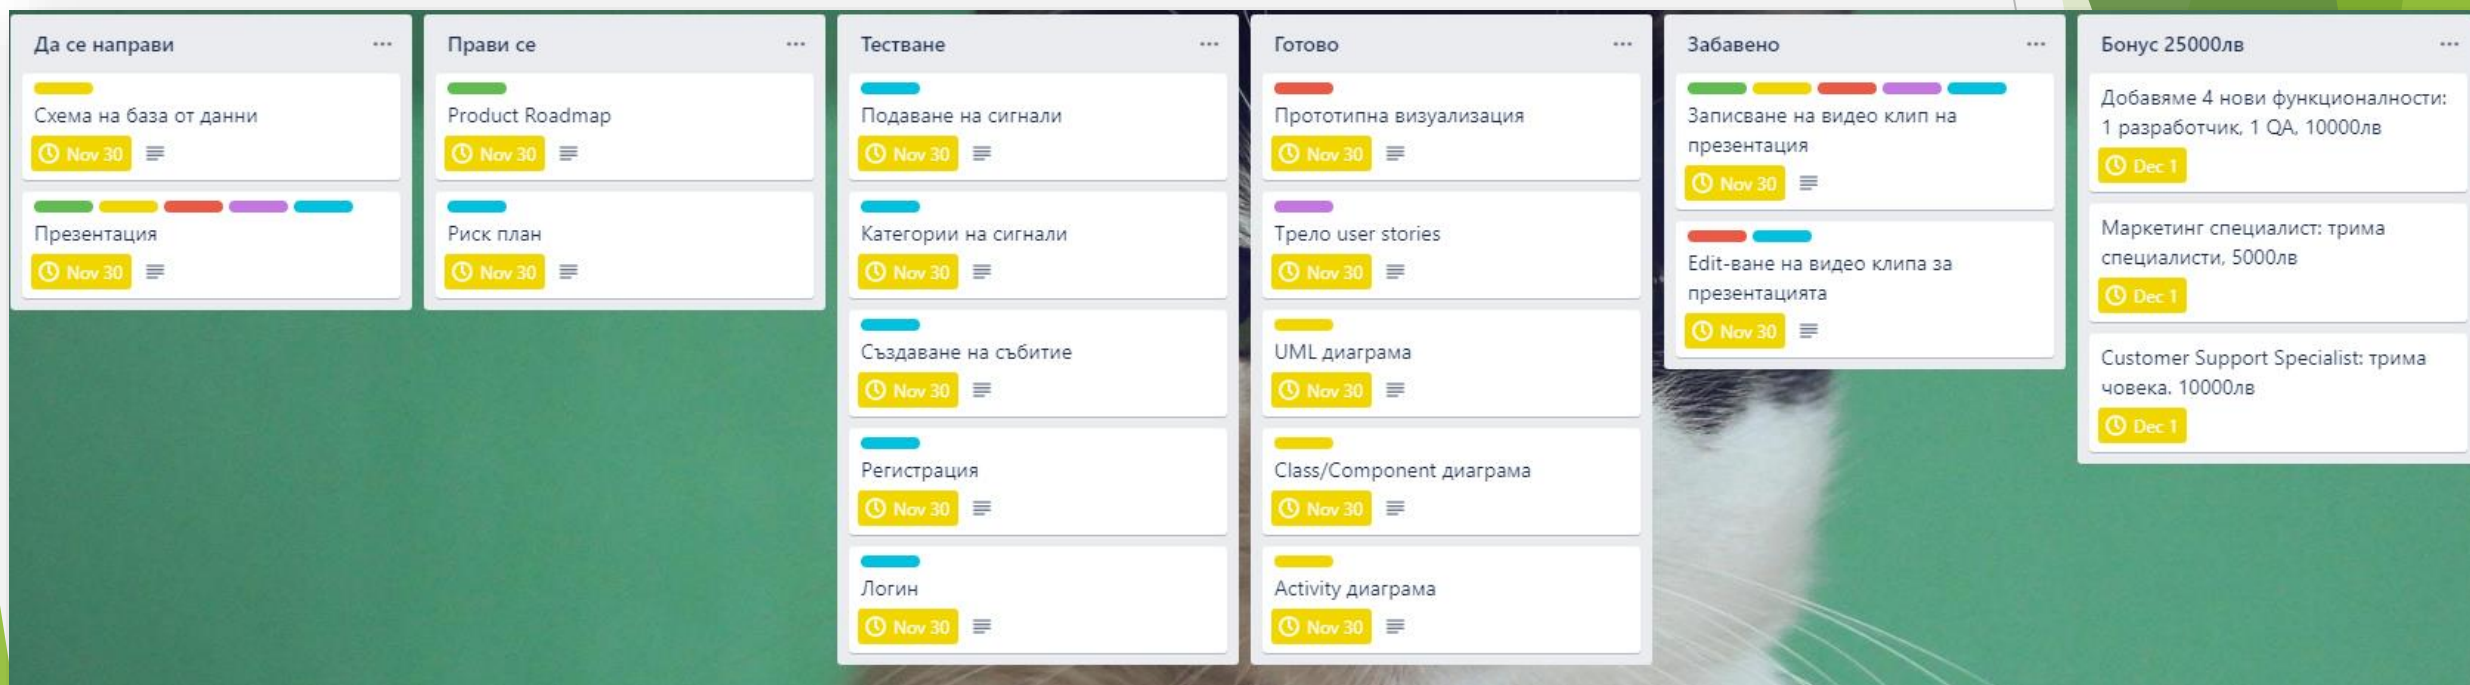 Да се направи
Схема на база от данни
Nov 30
Презентация
Nov 30
Прави се
Product Roadmap
Nov 30
Риск план
Nov 30
Тестване
Подаване на сигнали
Nov 30
Категории на сигнали
Nov 30
Създаване на събитие
Nov 30
Регистрация
Nov 30
Логин
Nov 30
Готово
Прототипна визуализация
Nov 30
Трело user stories
Nov 30
UML диаграма
Nov 30
Class/Component диаграма
Nov 30
Activity диаграма
Nov 30
Забавено
Записване на видео клип на
презентация
Nov 30
Edit-ване на видео клипа за
презентацията
Nov 30
Бонус 25000лв
Добавяме 4 нови функционалности:
1 разработчик, 1 QA, 10000лв
Dec 1
Маркетинг специалист: трима
специалисти, 5000лв
Dec 1
Customer Support Specialist: трима
човека. 10000лв
Dec 1